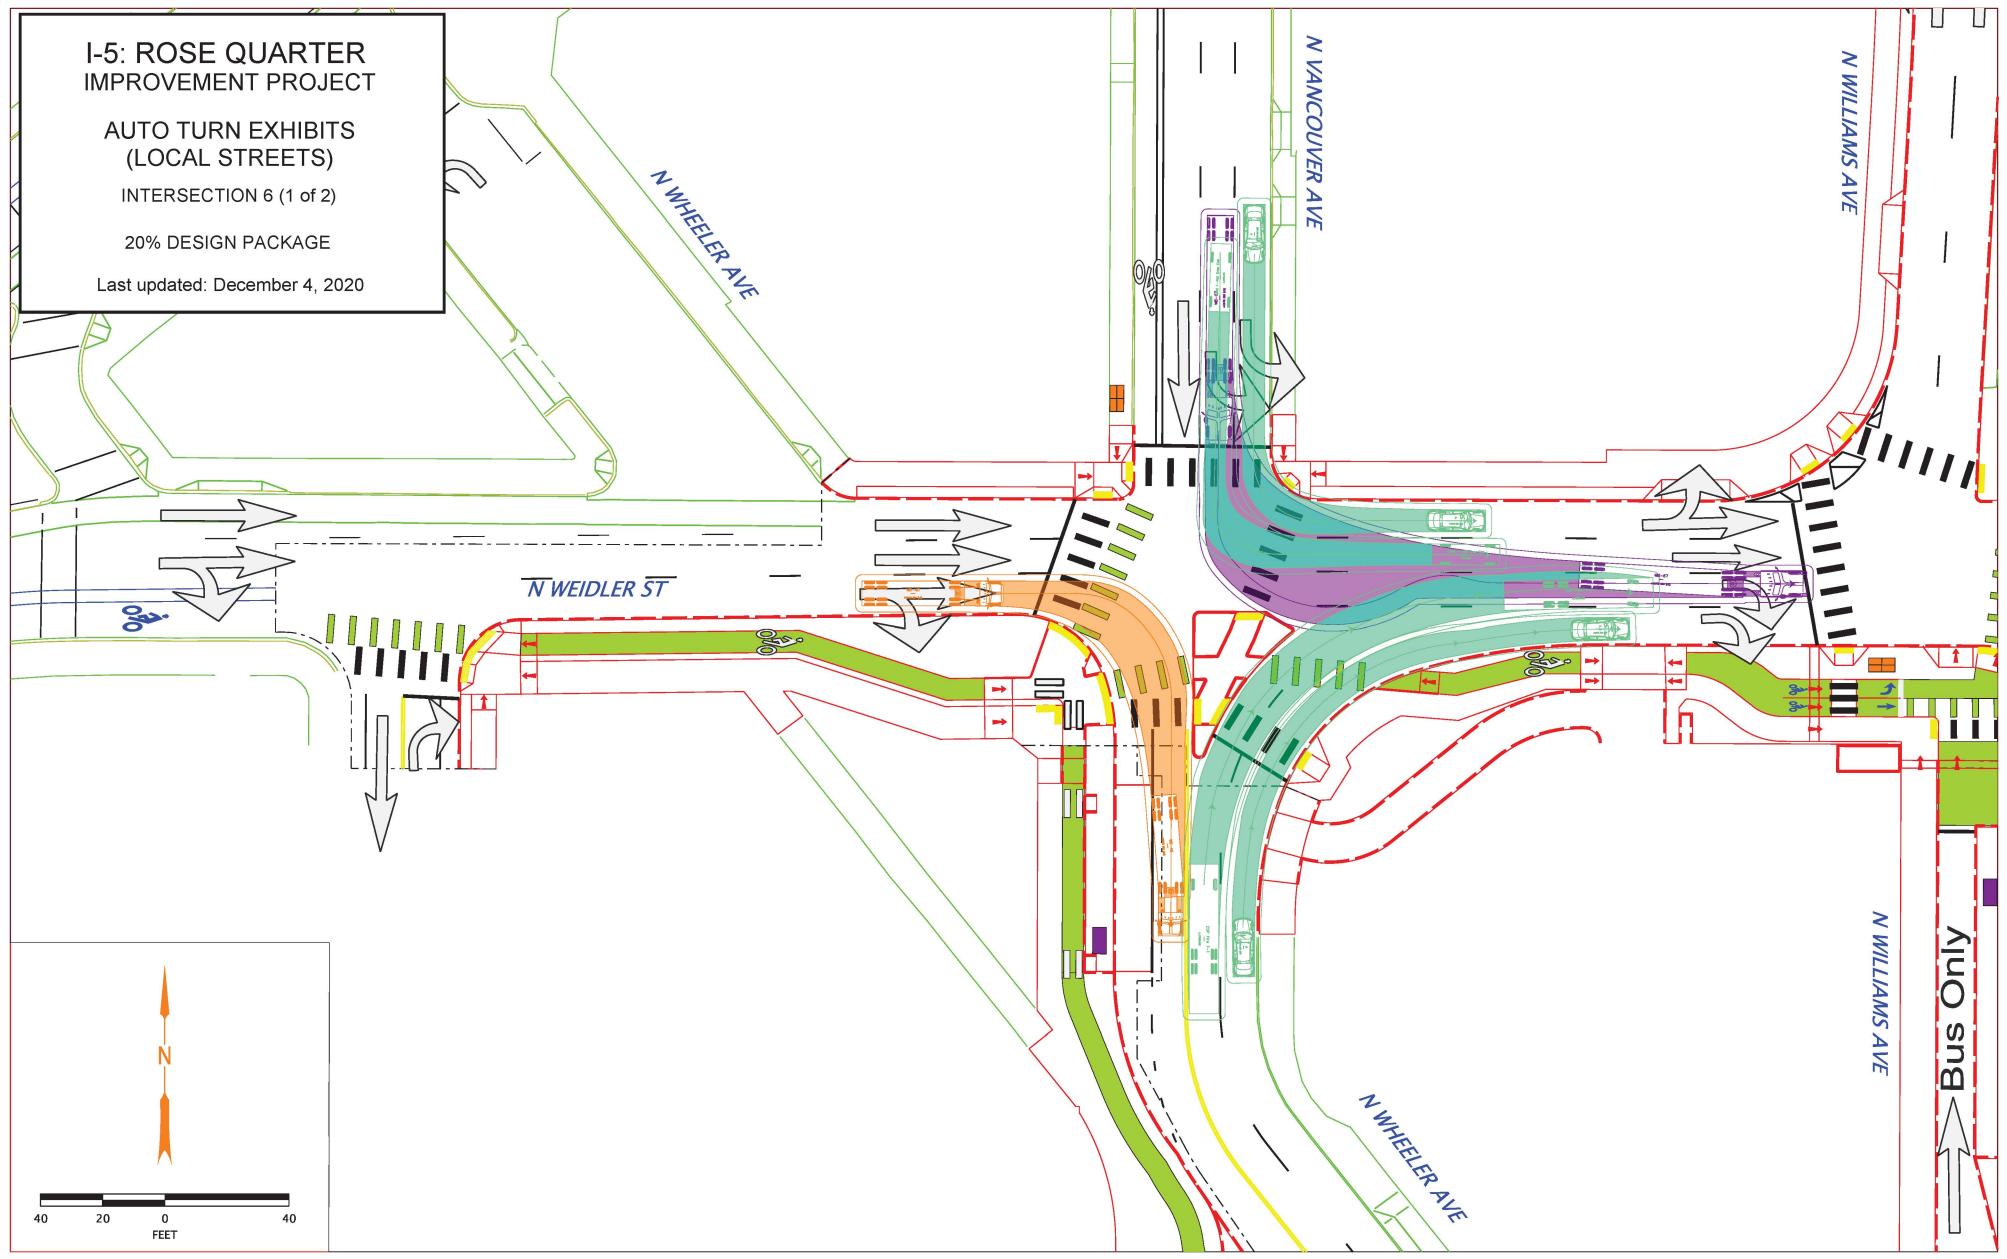 I-5: ROSE QUARTER
IMPROVEMENT PROJECT
AUTO TURN EXHIBITS
(LOCAL STREETS)
INTERSECTION 6 (1 of 2)
20% DESIGN PACKAGE
Last updated: December 4, 2020
N WHEELER AVE
N VANCOUVER AVE
N WILLIAMS AVE
N WEIDLER ST
N WILLIAMS AVE
Bus Only
N WHEELER AVE
N
40 20 0 40
FEET